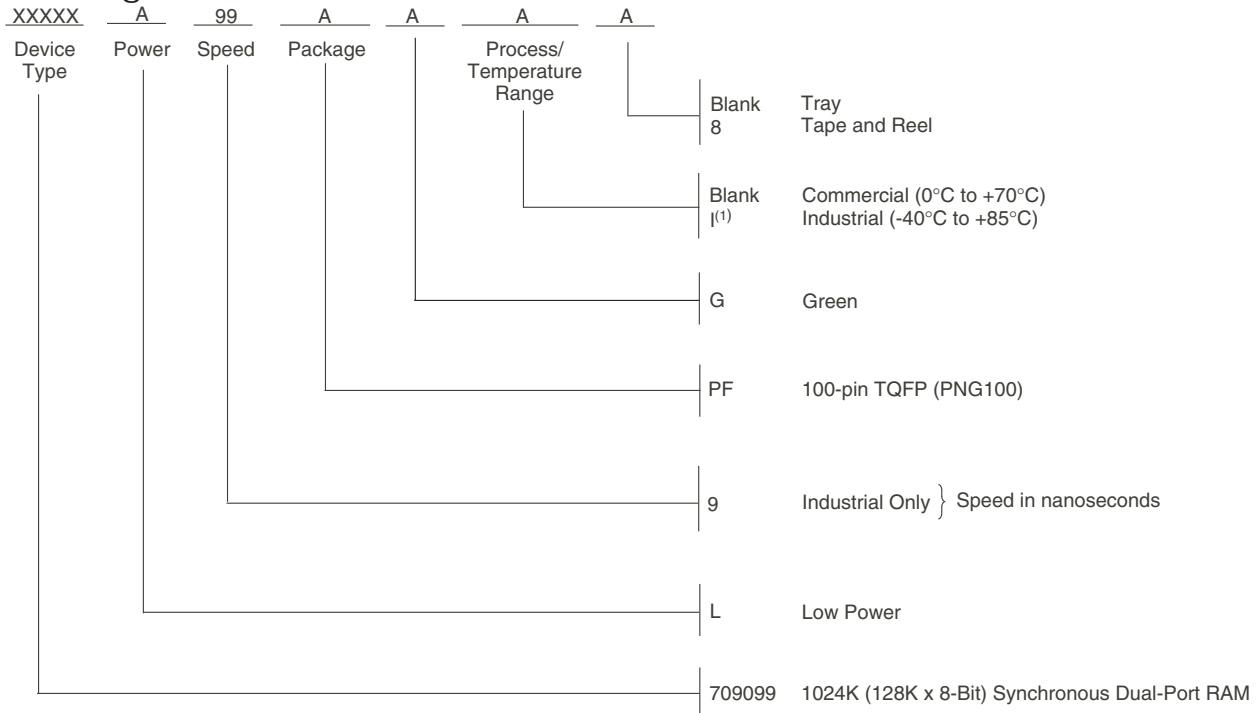 XXXXX A 99 A A A A
Device Type Power Speed Package Process/ Temperature Range
Blank Tray
8 Tape and Reel
Blank Commercial (0°C to +70°C)
I(1) Industrial (-40°C to +85°C)
G Green
PF 100-pin TQFP (PNG100)
9 Industrial Only } Speed in nanoseconds
L Low Power
709099 1024K (128K x 8-Bit) Synchronous Dual-Port RAM